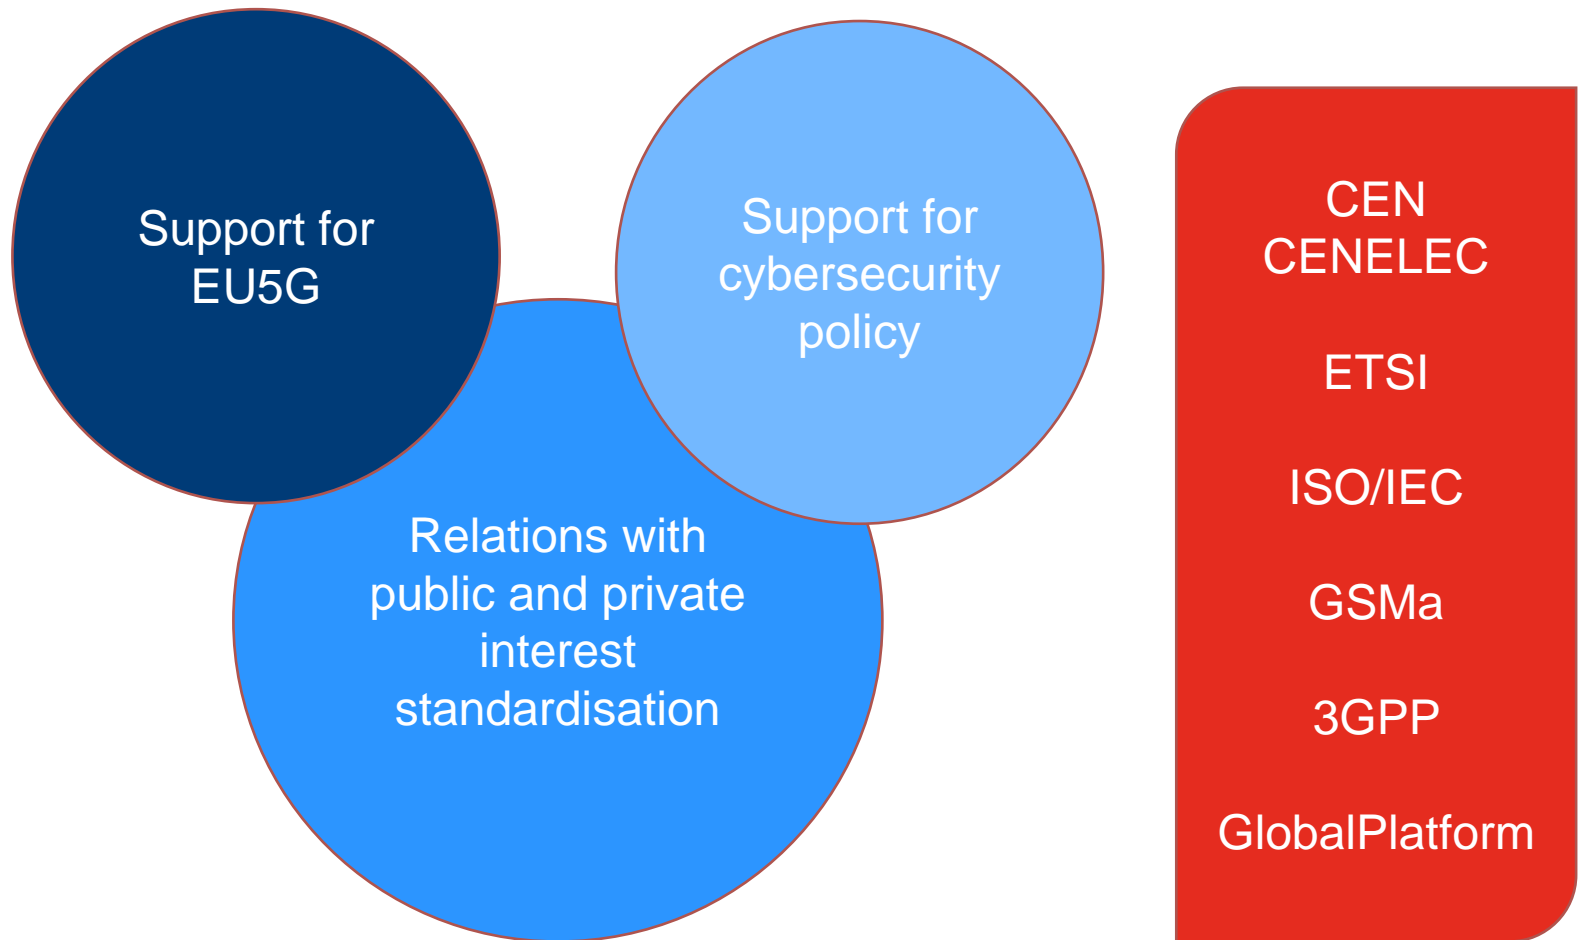 Support for
EU5G
Support for
cybersecurity
policy
Relations with
public and private
interest
standardisation
CEN
CENELEC
ETSI
ISO/IEC
GSMa
3GPP
GlobalPlatform